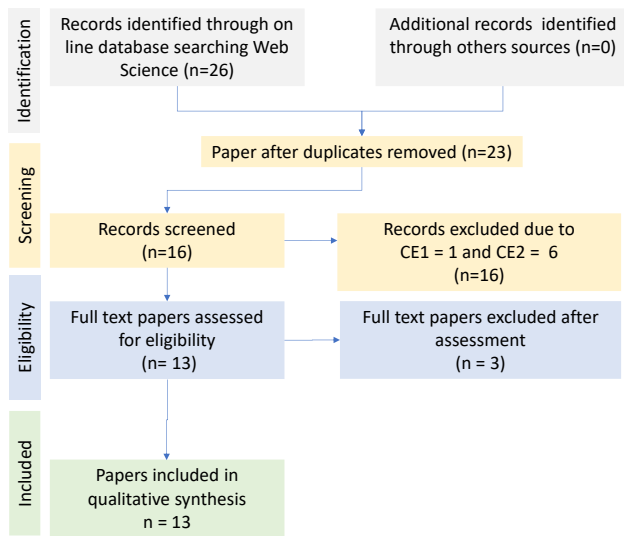 Identification
Records identified through on
line database searching Web
Science (n=26)
Additional records identified
through others sources (n=0)
Paper after duplicates removed (n=23)
Screening
Records screened
(n=16)
Records excluded due to
CE1 = 1 and CE2 = 6
(n=16)
Eligibility
Full text papers assessed
for eligibility
(n= 13)
Full text papers excluded after
assessment
(n = 3)
Included
Papers included in
qualitative synthesis
n = 13